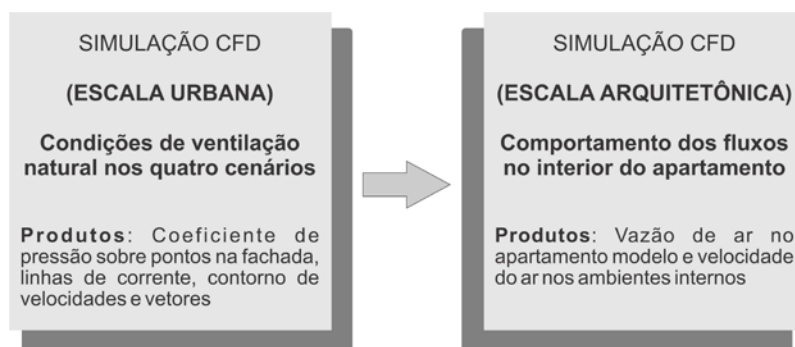 SIMULAÇÃO CFD
(ESCALA URBANA)
Condições de ventilação
natural nos quatro cenários
Produtos: Coeficiente de
pressão sobre pontos na fachada,
linhas de corrente, contorno de
velocidades e vetores
SIMULAÇÃO CFD
(ESCALA ARQUITETÔNICA)
Comportamento dos fluxos
no interior do apartamento
Produtos: Vazão de ar no
apartamento modelo e velocidade
do ar nos ambientes internos